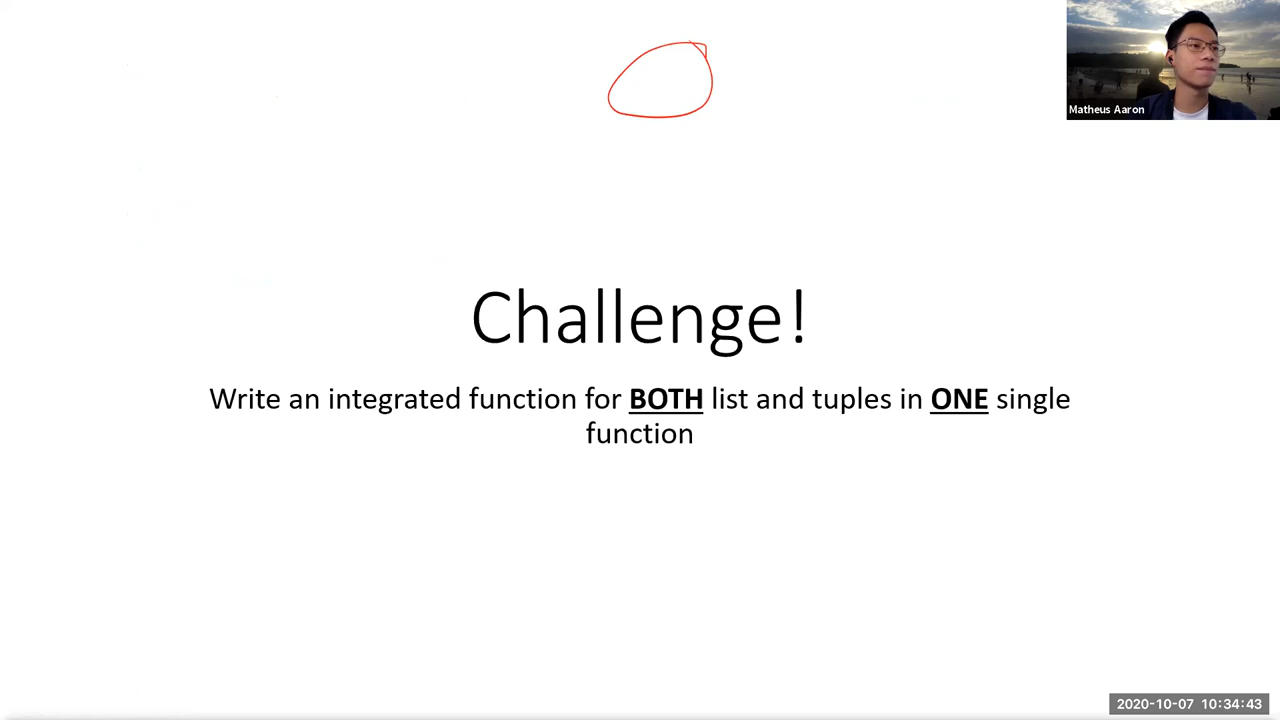 Matheus Aaron
Challenge!
Write an integrated function for BOTH list and tuples in ONE single
function
2020-10-07 10:34:43